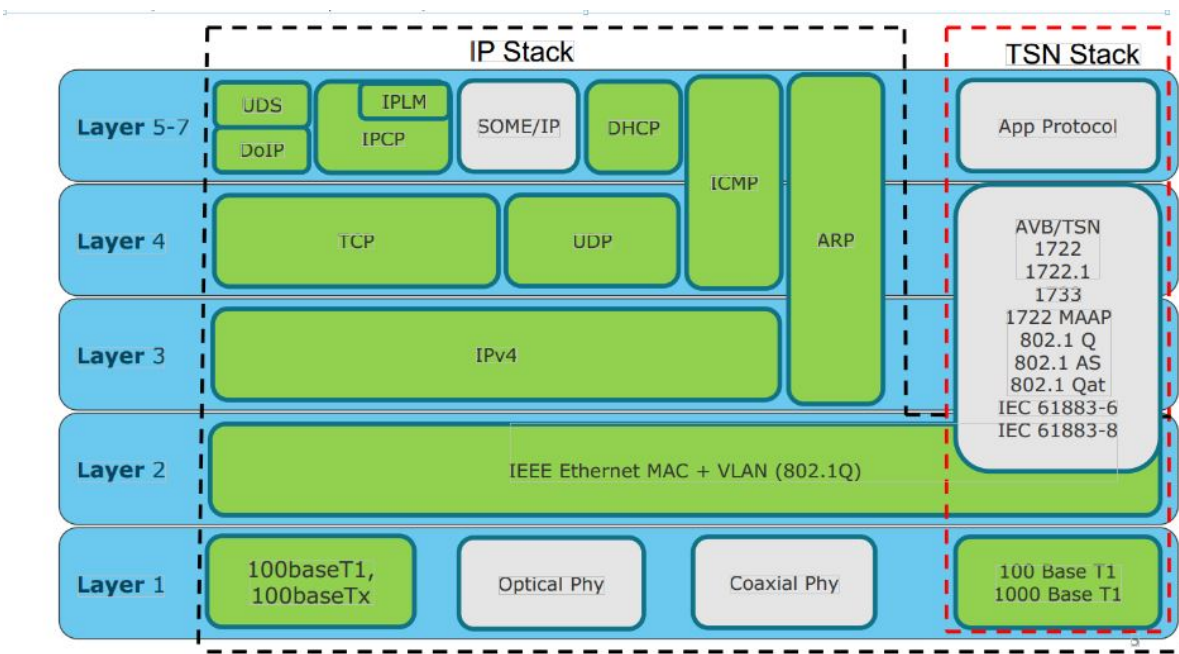 IP Stack
TSN Stack
Layer 5-7
UDS
DoIP
IPLM
IPCP
SOME/IP
DHCP
ICMP
ARP
App Protocol
Layer 4
TCP
UDP
AVB/TSN
1722
1722.1
1733
1722 MAAP
802.1 Q
802.1 AS
802.1 Qat
IEC 61883-6
IEC 61883-8
Layer 3
IPv4
Layer 2
IEEE Ethernet MAC + VLAN (802.1Q)
Layer 1
100baseT1,
100baseTx
Optical Phy
Coaxial Phy
100 Base T1
1000 Base T1